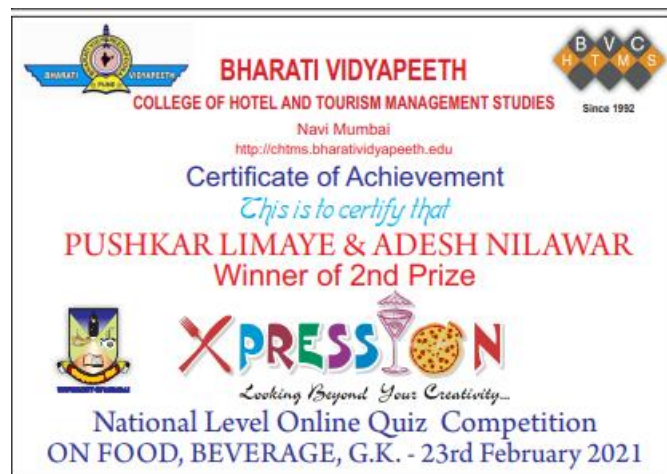 BHARATI VIDYAPEETH
PUNE
B V C
H T M S
Since 1992
BHARATI VIDYAPEETH
COLLEGE OF HOTEL AND TOURISM MANAGEMENT STUDIES
Navi Mumbai
http://chtms.bharatividyapeeth.edu
Certificate of Achievement
This is to certify that
PUSHKAR LIMAYE & ADESH NILAWAR
Winner of 2nd Prize
XPRESSION
Looking Beyond Your Creativity...
National Level Online Quiz Competition
ON FOOD, BEVERAGE, G.K. - 23rd February 2021